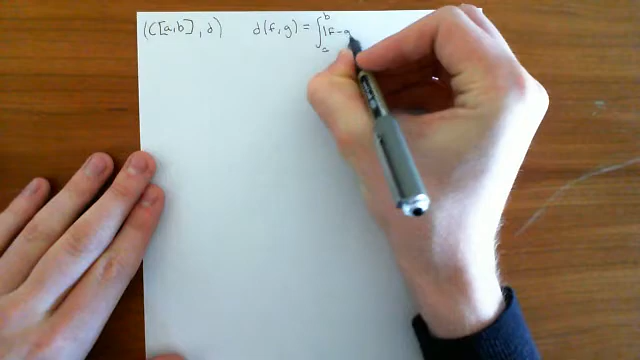 (C[a,b], d) d(f,g) = ∫_a^b |f-g